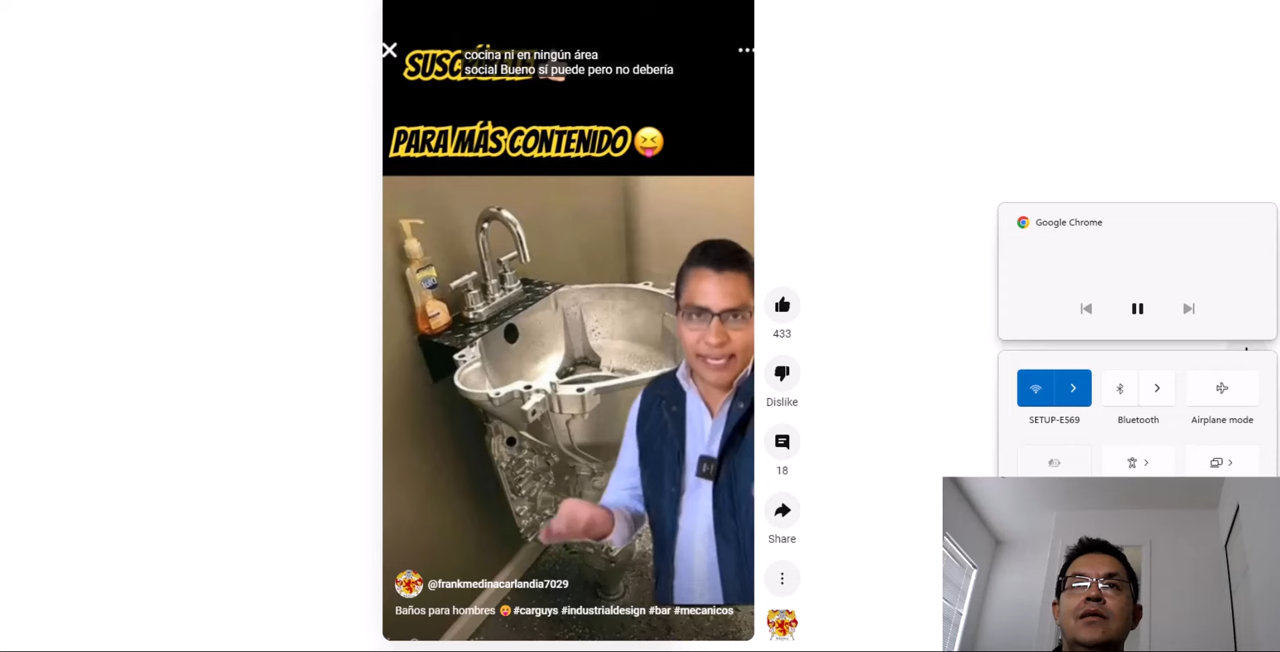 cocina ni en ningún área
social Bueno sí puede pero no debería
PARA MÁS CONTENIDO
Google Chrome
433
Dislike
SETUP-E569
Bluetooth
Airplane mode
18
Share
@frankmedinacarlandia7029
Baños para hombres 😍 #carguys #industrialdesign #bar #mecanicos